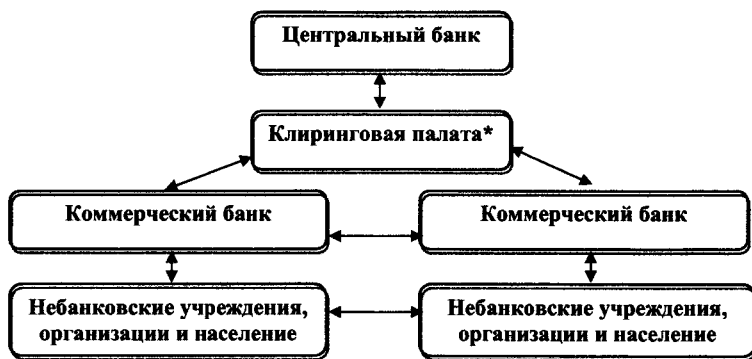 Центральный банк
Клиринговая палата*
Коммерческий банк
Коммерческий банк
Небанковские учреждения,
организации и население
Небанковские учреждения,
организации и население